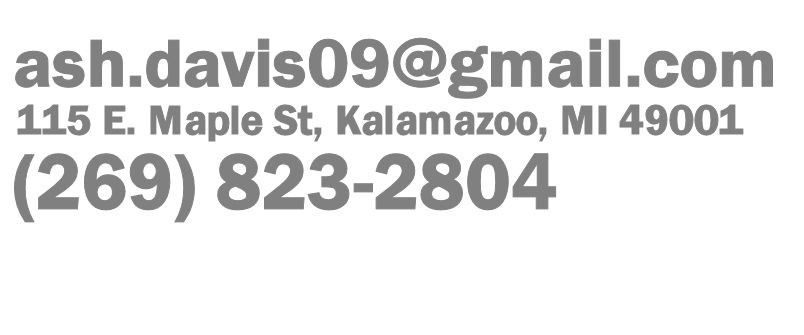 ash.davis09@gmail.com
115 E. Maple St, Kalamazoo, MI 49001
(269) 823-2804